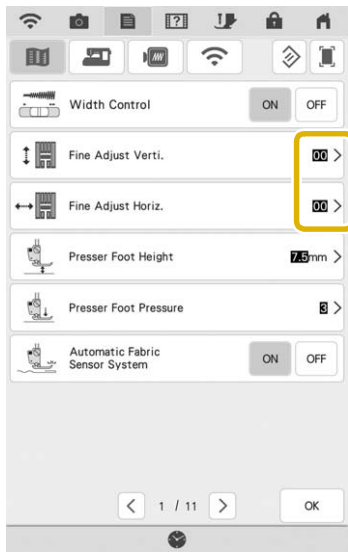 Width Control ON OFF
Fine Adjust Verti. 00
Fine Adjust Horiz. 00
Presser Foot Height 7.5mm
Presser Foot Pressure 3
Automatic Fabric
Sensor System ON OFF
1 / 11 OK